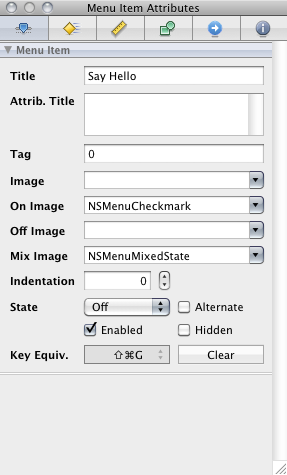 Menu Item Attributes
Menu Item
Title Say Hello
Attrib. Title
Tag 0
Image
On Image NSMenuCheckmark
Off Image
Mix Image NSMenuMixedState
Indentation 0
State Off Alternate
Enabled Hidden
Key Equiv. ⇧⌘G Clear